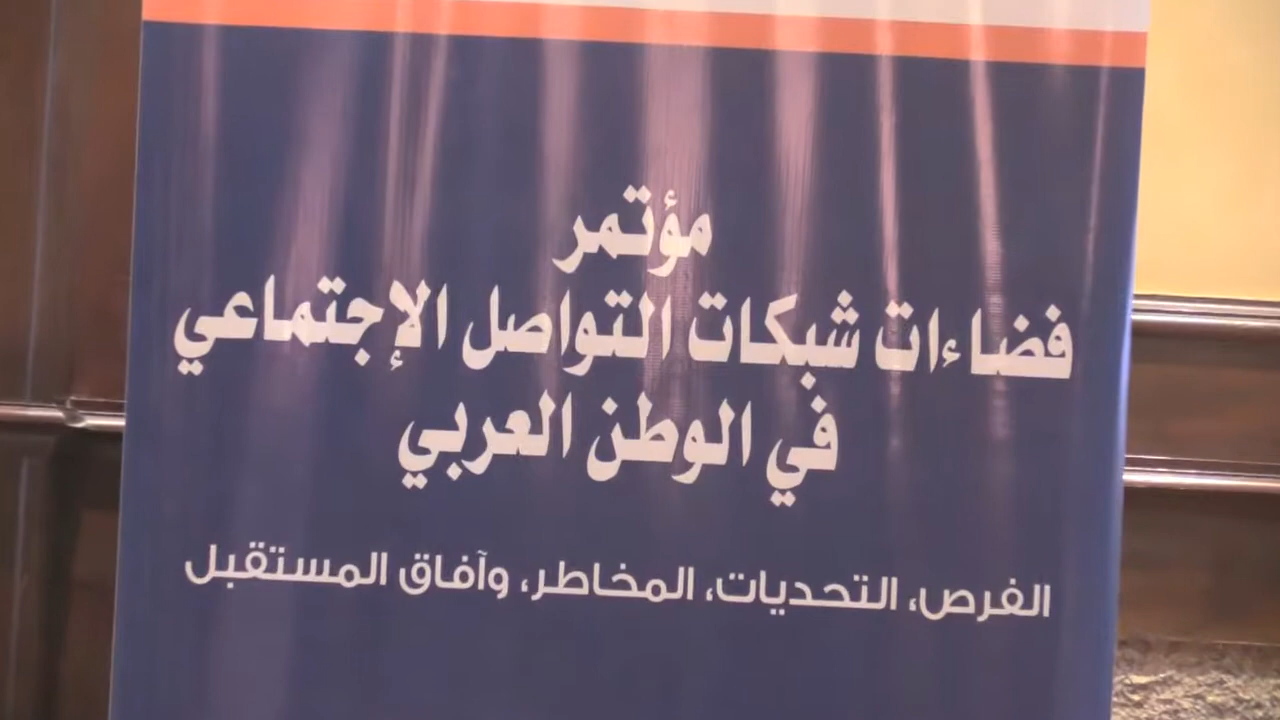 مؤتمر
فضاءات شبكات التواصل الإجتماعي
في الوطن العربي
الفرص، التحديات، المخاطر، وآفاق المستقبل